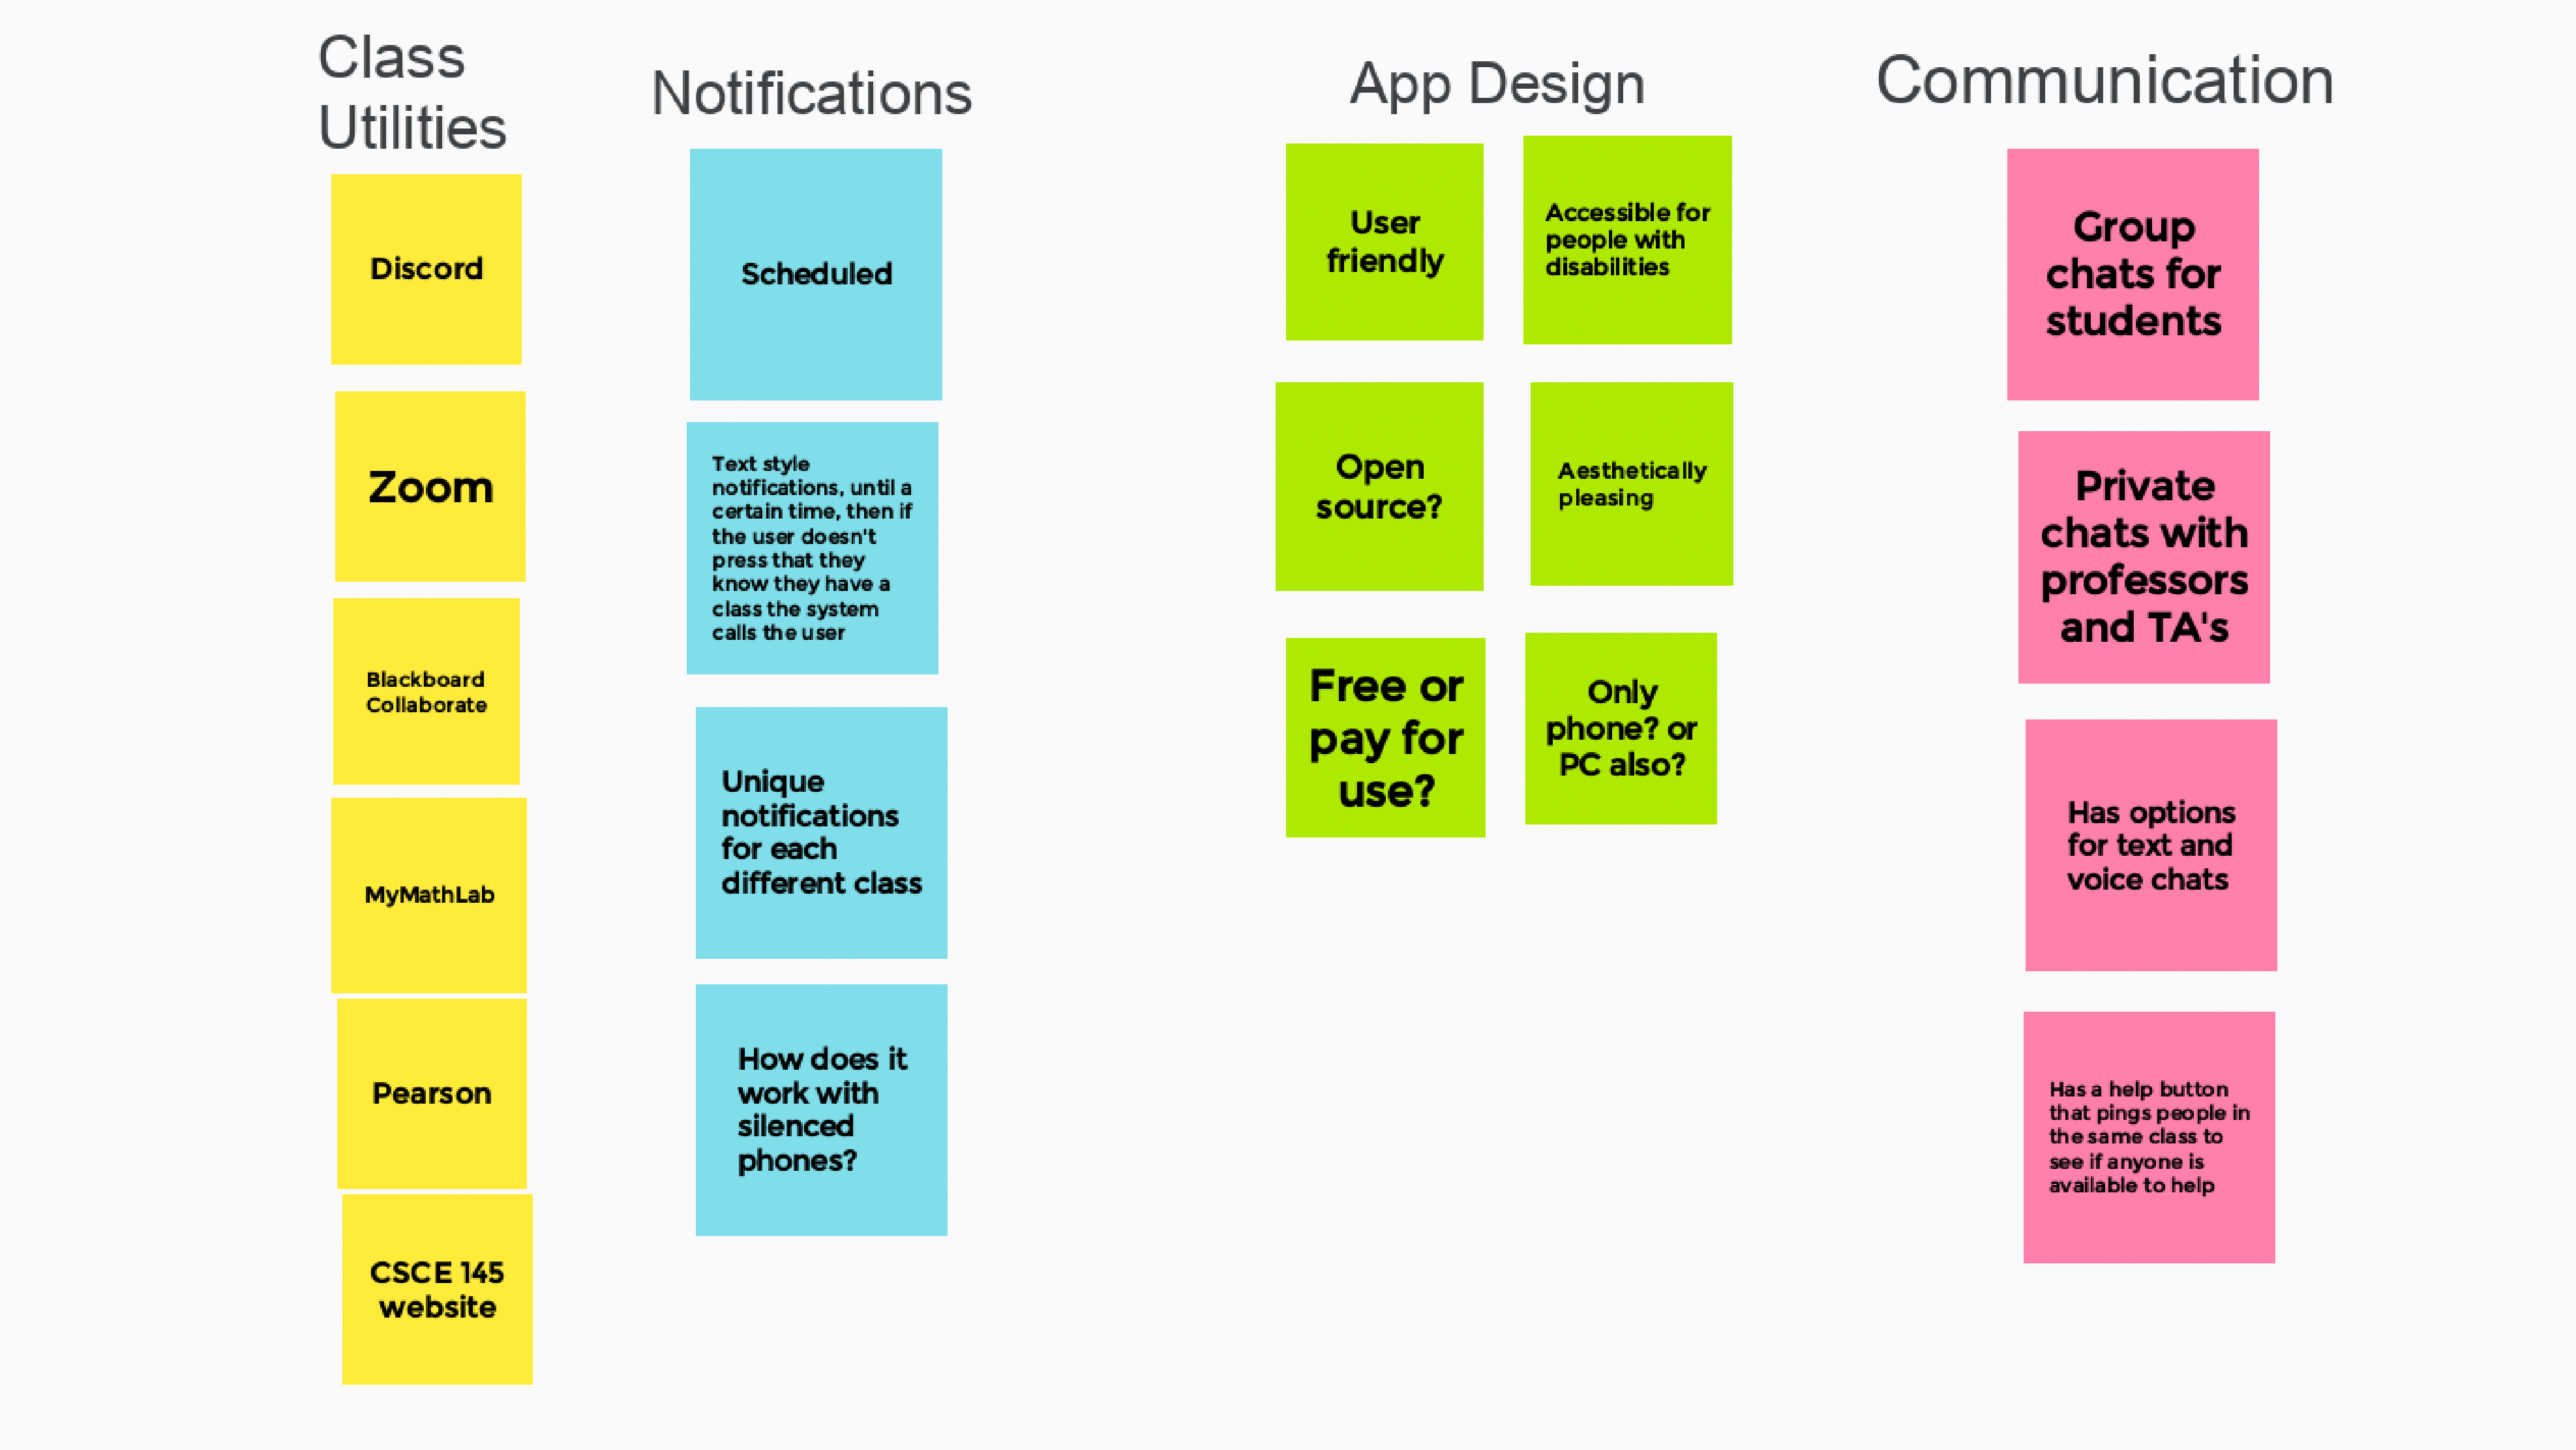 Class
Utilities
Discord
Zoom
Blackboard
Collaborate
MyMathLab
Pearson
CSCE 145
website
Notifications
Scheduled
Text style
notifications, until a
certain time, then if
the user doesn't
press that they
know they have a
class the system
calls the user
Unique
notifications
for each
different class
How does it
work with
silenced
phones?
App Design
User
friendly
Accessible for
people with
disabilities
Open
source?
Aesthetically
pleasing
Free or
pay for
use?
Only
phone? or
PC also?
Communication
Group
chats for
students
Private
chats with
professors
and TA's
Has options
for text and
voice chats
Has a help button
that pings people in
the same class to
see if anyone is
available to help